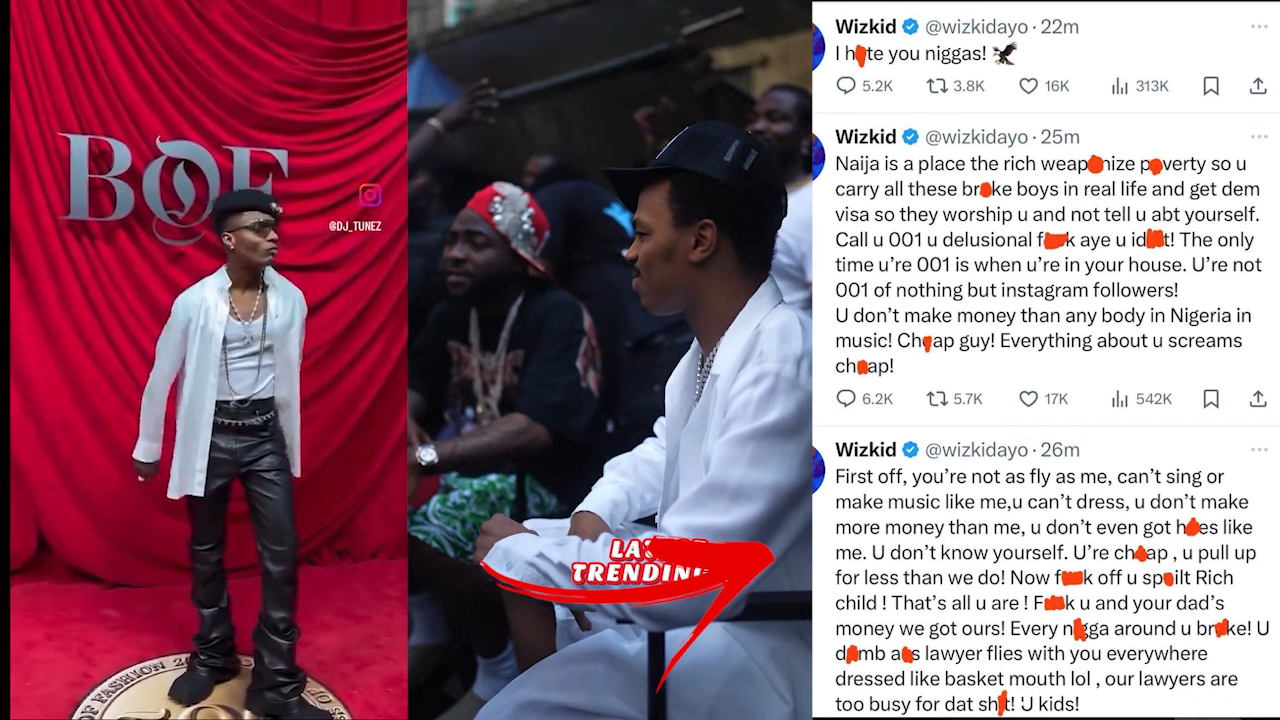 BOF
@DJ_TUNEZ
LA
TRENDIN
Wizkid @wizkidayo · 22m
I h te you niggas!
5.2K 3.8K 16K 313K
Wizkid @wizkidayo · 25m
Naija is a place the rich weap nize p verty so u
carry all these br ke boys in real life and get dem
visa so they worship u and not tell u abt yourself.
Call u 001 u delusional f k aye u id t! The only
time u’re 001 is when u’re in your house. U’re not
001 of nothing but instagram followers!
U don’t make money than any body in Nigeria in
music! Ch ap guy! Everything about u screams
ch ap!
6.2K 5.7K 17K 542K
Wizkid @wizkidayo · 26m
First off, you’re not as fly as me, can’t sing or
make music like me,u can’t dress, u don’t make
more money than me, u don’t even got h es like
me. U don’t know yourself. U’re ch ap , u pull up
for less than we do! Now f k off u sp ilt Rich
child ! That’s all u are ! F k u and your dad’s
money we got ours! Every n gga around u br ke! U
d mb a s lawyer flies with you everywhere
dressed like basket mouth lol , our lawyers are
too busy for dat sh t! U kids!